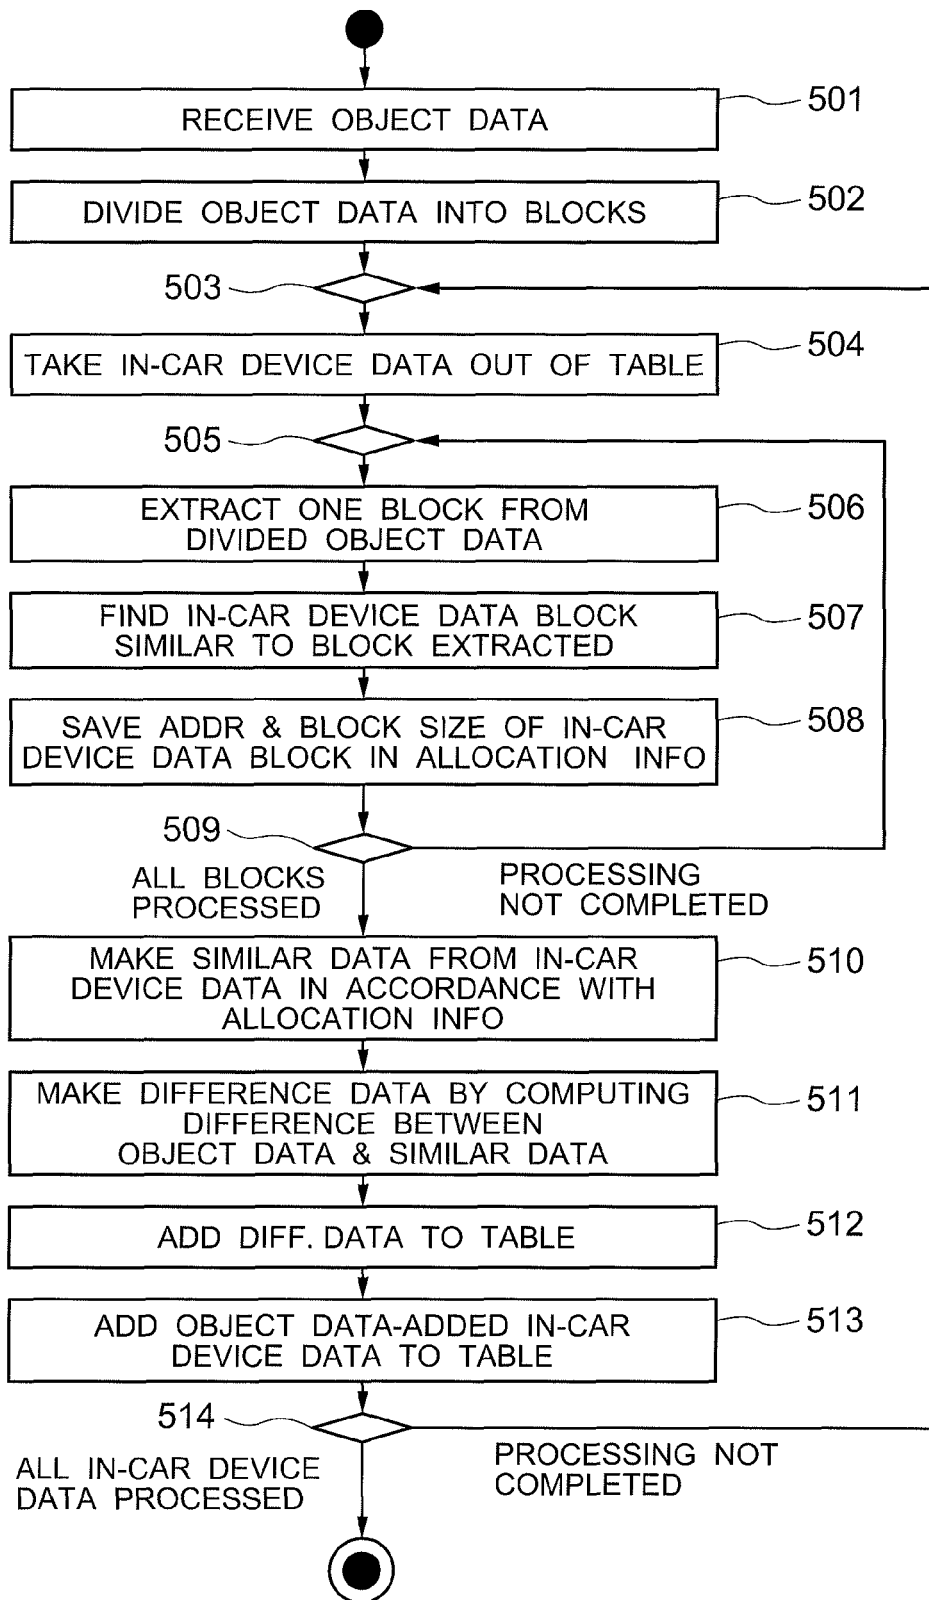 501
RECEIVE OBJECT DATA
502
DIVIDE OBJECT DATA INTO BLOCKS
503
504
TAKE IN-CAR DEVICE DATA OUT OF TABLE
505
506
EXTRACT ONE BLOCK FROM
DIVIDED OBJECT DATA
507
FIND IN-CAR DEVICE DATA BLOCK
SIMILAR TO BLOCK EXTRACTED
508
SAVE ADDR & BLOCK SIZE OF IN-CAR
DEVICE DATA BLOCK IN ALLOCATION INFO
509
ALL BLOCKS
PROCESSED
PROCESSING
NOT COMPLETED
510
MAKE SIMILAR DATA FROM IN-CAR
DEVICE DATA IN ACCORDANCE WITH
ALLOCATION INFO
511
MAKE DIFFERENCE DATA BY COMPUTING
DIFFERENCE BETWEEN
OBJECT DATA & SIMILAR DATA
512
ADD DIFF. DATA TO TABLE
513
ADD OBJECT DATA-ADDED IN-CAR
DEVICE DATA TO TABLE
514
ALL IN-CAR DEVICE
DATA PROCESSED
PROCESSING NOT
COMPLETED